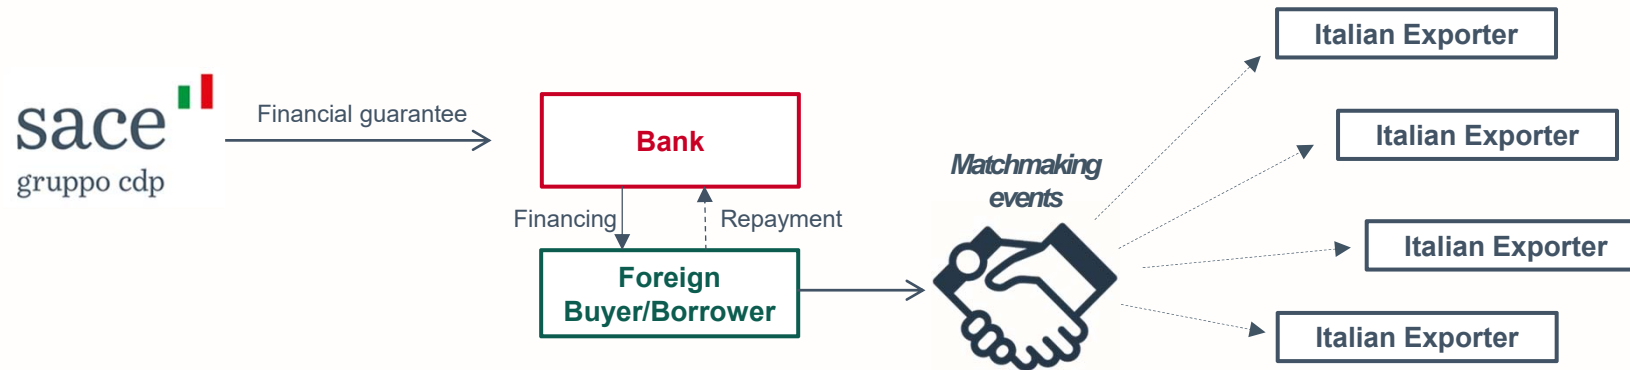 sace
gruppo cdp
Financial guarantee
Bank
Financing
Repayment
Foreign
Buyer/Borrower
Matchmaking
events
Italian Exporter
Italian Exporter
Italian Exporter
Italian Exporter